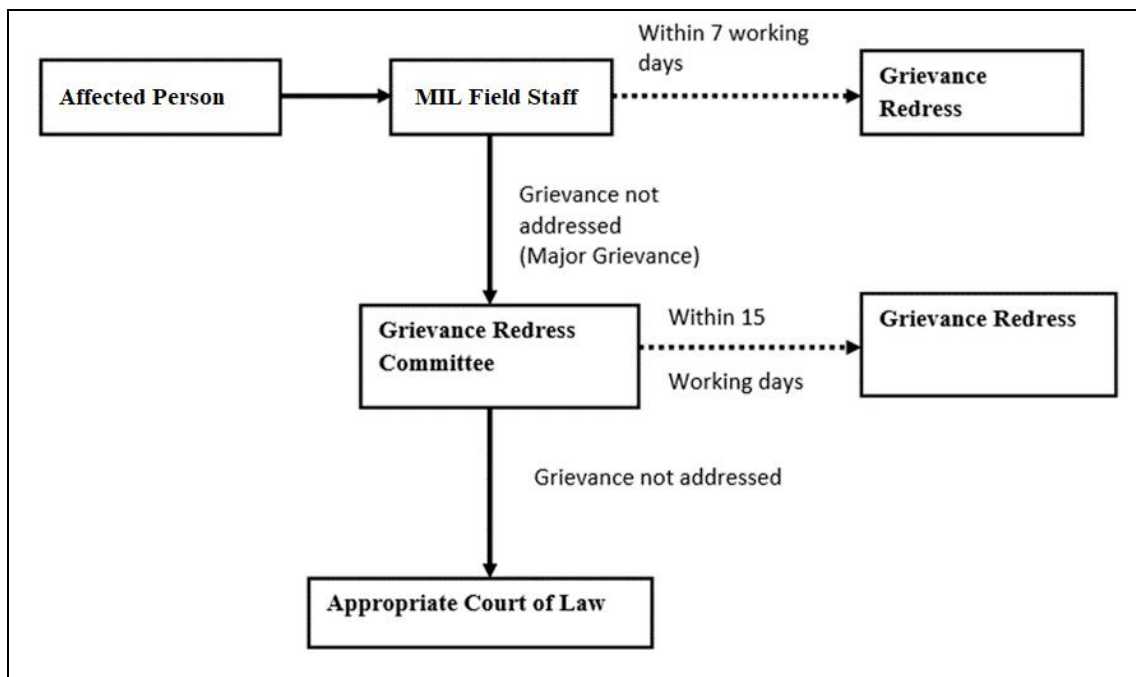 Within 7 working
days
Affected Person
MIL Field Staff
Grievance
Redress
Grievance not
addressed
(Major Grievance)
Grievance Redress
Committee
Within 15
Working days
Grievance Redress
Grievance not addressed
Appropriate Court of Law